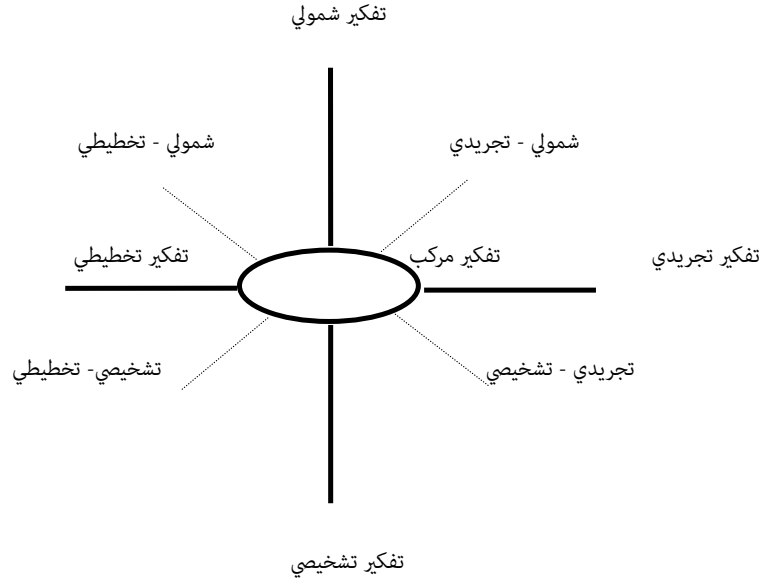 تفكير شمولي
شمولي - تجريدي
شمولي - تخطيطي
تفكير تجريدي
تفكير مركب
تفكير تخطيطي
تجريدي - تشخيصي
تشخيصي- تخطيطي
تفكير تشخيصي